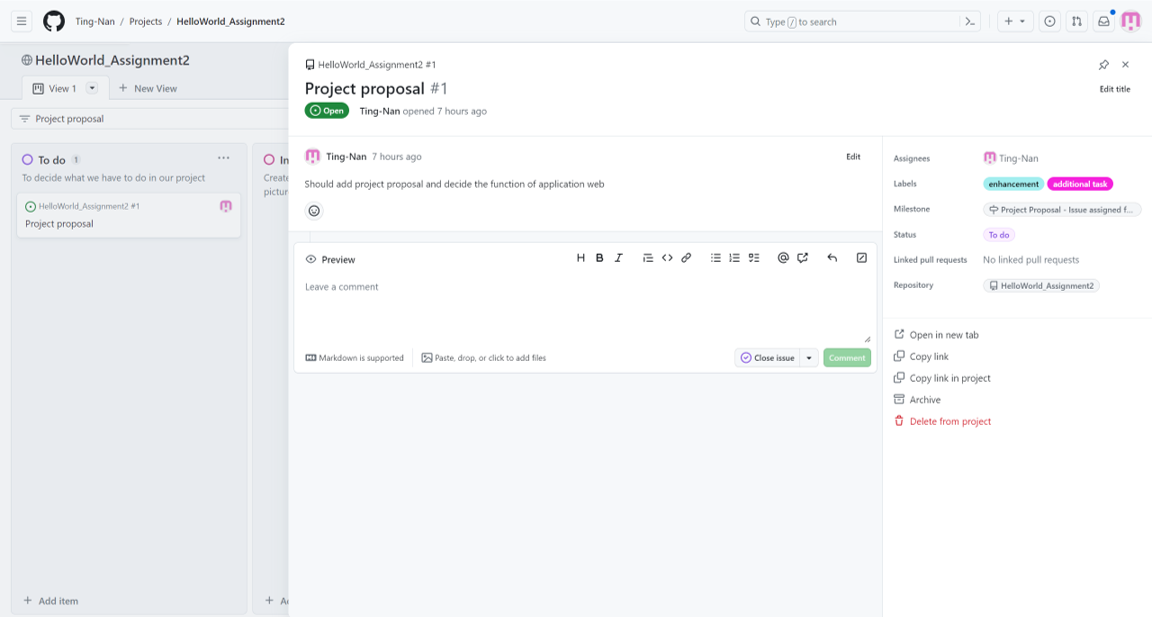 Ting-Nan / Projects / HelloWorld_Assignment2
Type / to search
HelloWorld_Assignment2
View 1
New View
Project proposal
To do 1
To decide what we have to do in our project
HelloWorld_Assignment2 #1
Project proposal
Add item
In
Create
pictur
HelloWorld_Assignment2 #1
Project proposal #1
Edit title
Open
Ting-Nan opened 7 hours ago
Ting-Nan 7 hours ago
Edit
Should add project proposal and decide the function of application web
Preview
H B I
Leave a comment
Markdown is supported
Paste, drop, or click to add files
Close issue
Comment
Assignees
Ting-Nan
Labels
enhancement additional task
Milestone
Project Proposal - Issue assigned f...
Status
To do
Linked pull requests
No linked pull requests
Repository
HelloWorld_Assignment2
Open in new tab
Copy link
Copy link in project
Archive
Delete from project